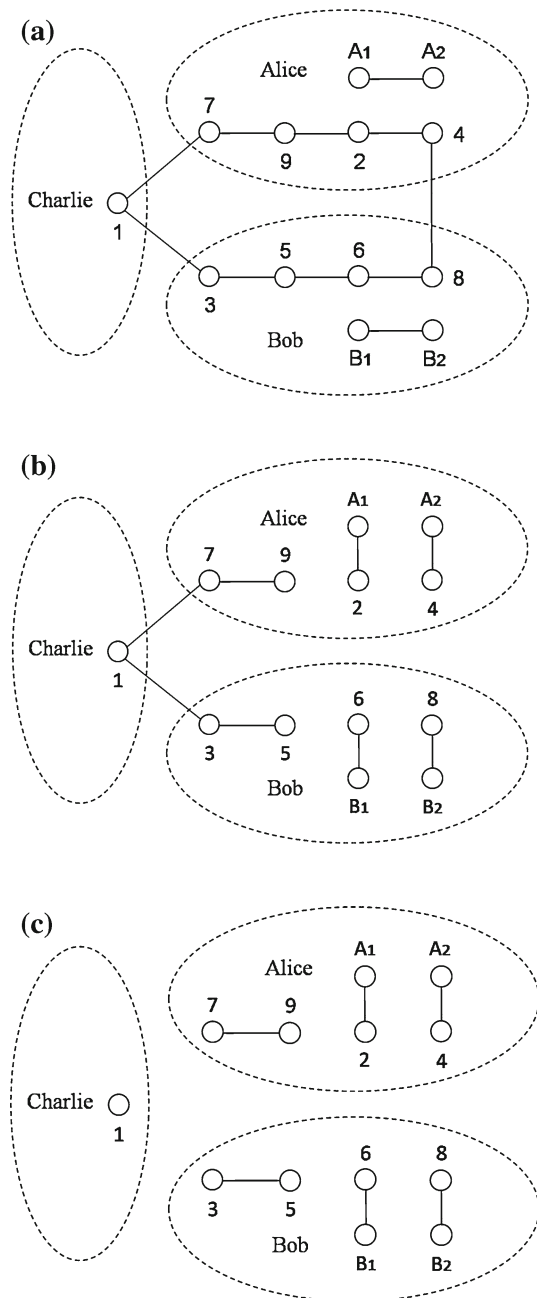 (a)
A1 A2
Alice
7
9 2 4
Charlie
1
5 6
3 8
Bob
B1 B2
(b)
A1 A2
Alice
7 9
2 4
Charlie
1
6 8
3 5
Bob
B1 B2
(c)
A1 A2
Alice
7 9
2 4
Charlie
1
6 8
3 5
Bob
B1 B2